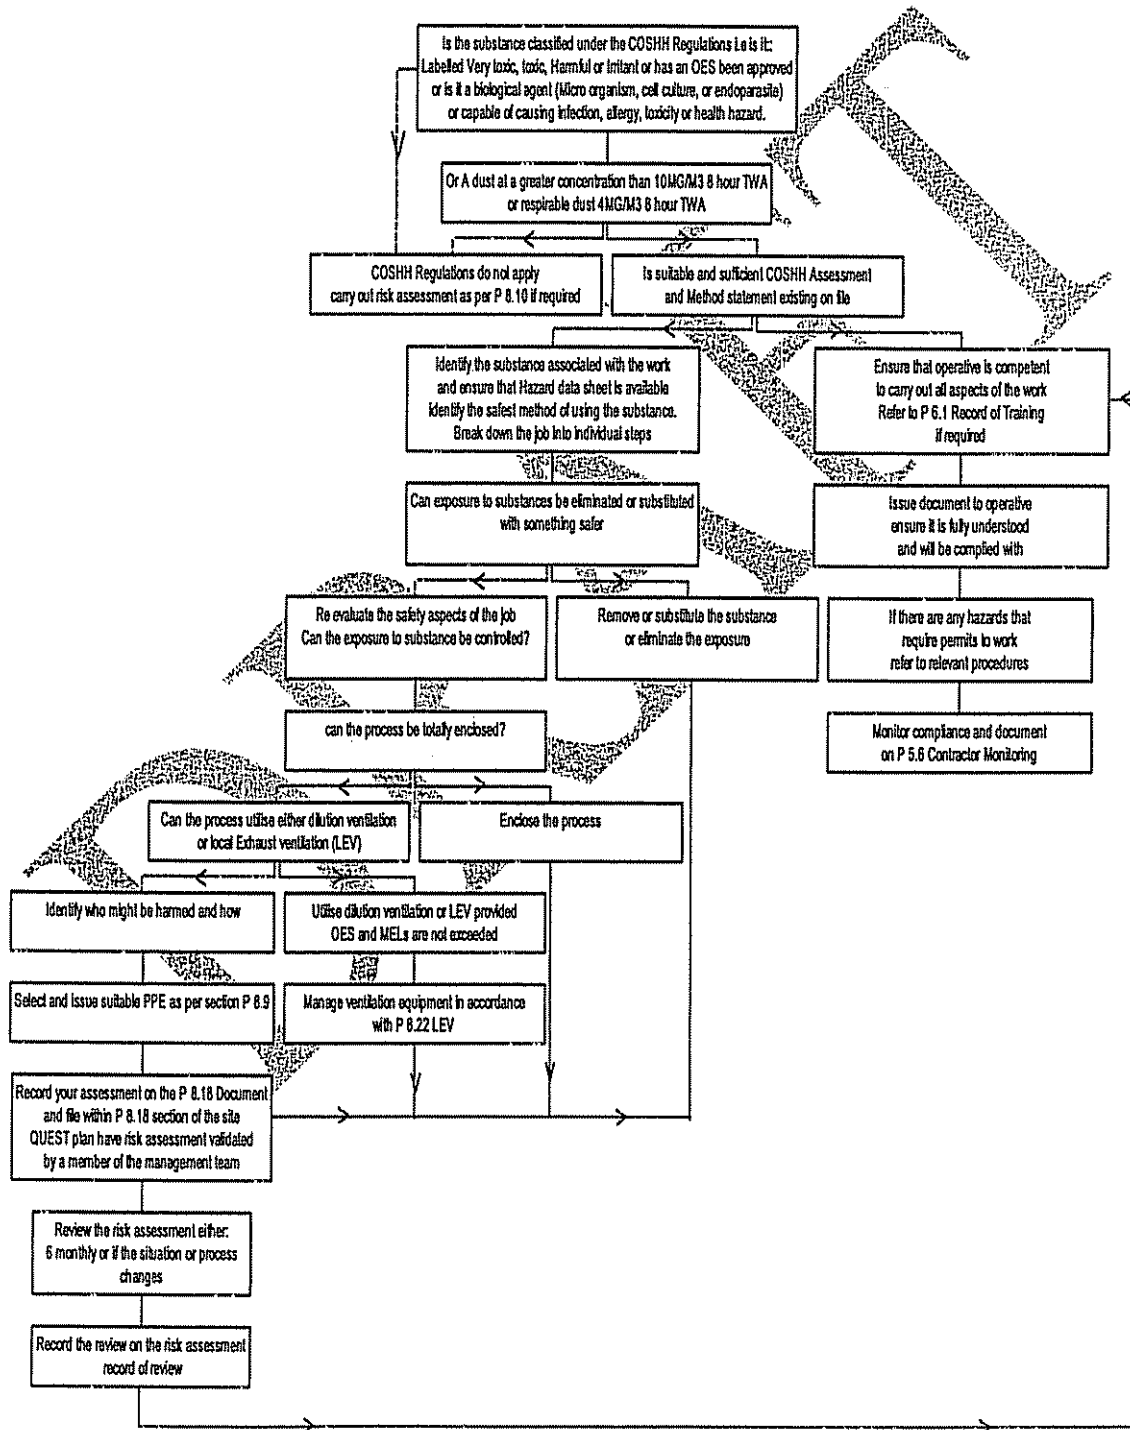 Is the substance classified under the COSHH Regulations i.e is it:
Labelled Very toxic, toxic, Harmful or Irritant or has an OES been approved
or is it a biological agent (Micro organism, cell culture, or endoparasite)
or capable of causing infection, allergy, toxicity or health hazard.
Or A dust at a greater concentration than 10MG/M3 8 hour TWA
or respirable dust 4MG/M3 8 hour TWA
COSHH Regulations do not apply
carry out risk assessment as per P 8.10 if required
Is suitable and sufficient COSHH Assessment
and Method statement existing on file
Identify the substance associated with the work
and ensure that Hazard data sheet is available
Identify the safest method of using the substance.
Break down the job into individual steps
Ensure that operative is competent
to carry out all aspects of the work
Refer to P 6.1 Record of Training
if required
Can exposure to substances be eliminated or substituted
with something safer
Issue document to operative
ensure it is fully understood
and will be complied with
Re evaluate the safety aspects of the job
Can the exposure to substance be controlled?
Remove or substitute the substance
or eliminate the exposure
If there are any hazards that
require permits to work
refer to relevant procedures
can the process be totally enclosed?
Monitor compliance and document
on P 5.6 Contractor Monitoring
Can the process utilise either dilution ventilation
or local Exhaust ventilation (LEV)
Enclose the process
Identify who might be harmed and how
Utilise dilution ventilation or LEV provided
OES and MELs are not exceeded
Select and issue suitable PPE as per section P 8.9
Manage ventilation equipment in accordance
with P 8.22 LEV
Record your assessment on the P 8.18 Document
and file within P 8.18 section of the site
QUEST plan have risk assessment validated
by a member of the management team
Review the risk assessment either:
6 monthly or if the situation or process
changes
Record the review on the risk assessment
record of review